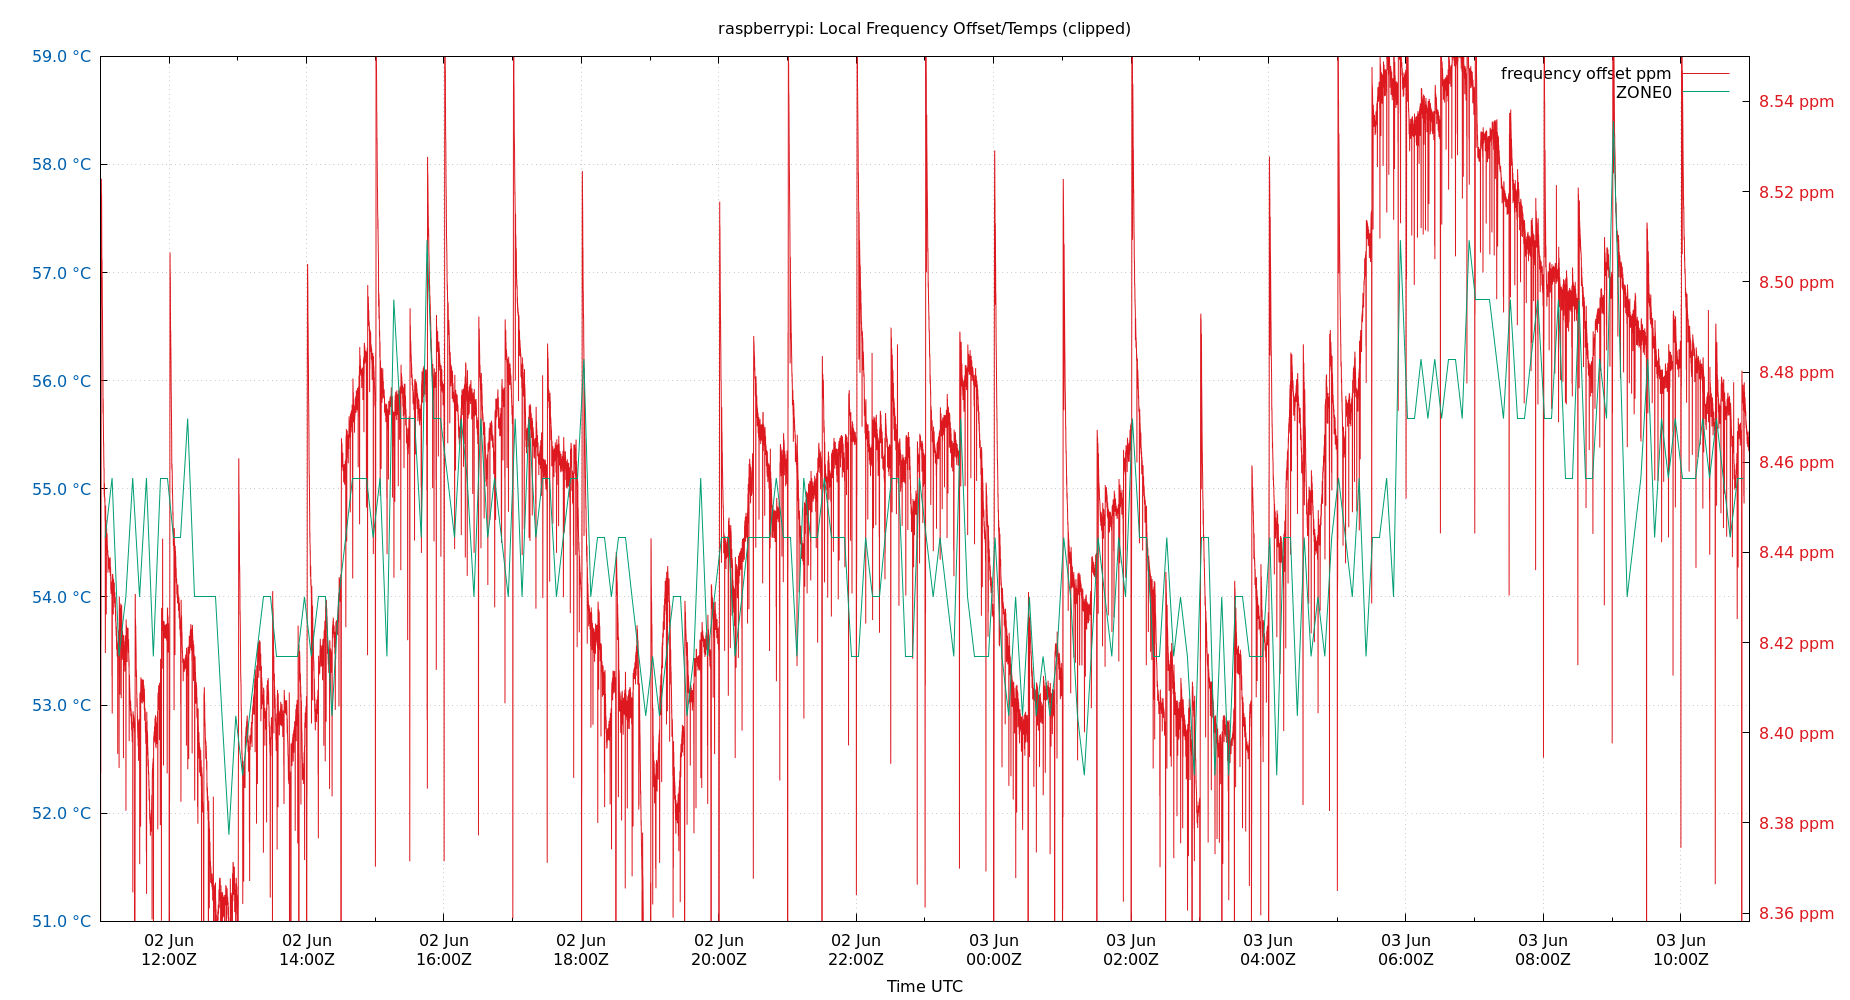 raspberrypi: Local Frequency Offset/Temps (clipped)
59.0 °C
58.0 °C
57.0 °C
56.0 °C
55.0 °C
54.0 °C
53.0 °C
52.0 °C
51.0 °C
frequency offset ppm
ZONE0
8.54 ppm
8.52 ppm
8.50 ppm
8.48 ppm
8.46 ppm
8.44 ppm
8.42 ppm
8.40 ppm
8.38 ppm
8.36 ppm
02 Jun 02 Jun 02 Jun 02 Jun 02 Jun 02 Jun 03 Jun 03 Jun 03 Jun 03 Jun 03 Jun 03 Jun
12:00Z 14:00Z 16:00Z 18:00Z 20:00Z 22:00Z 00:00Z 02:00Z 04:00Z 06:00Z 08:00Z 10:00Z
Time UTC